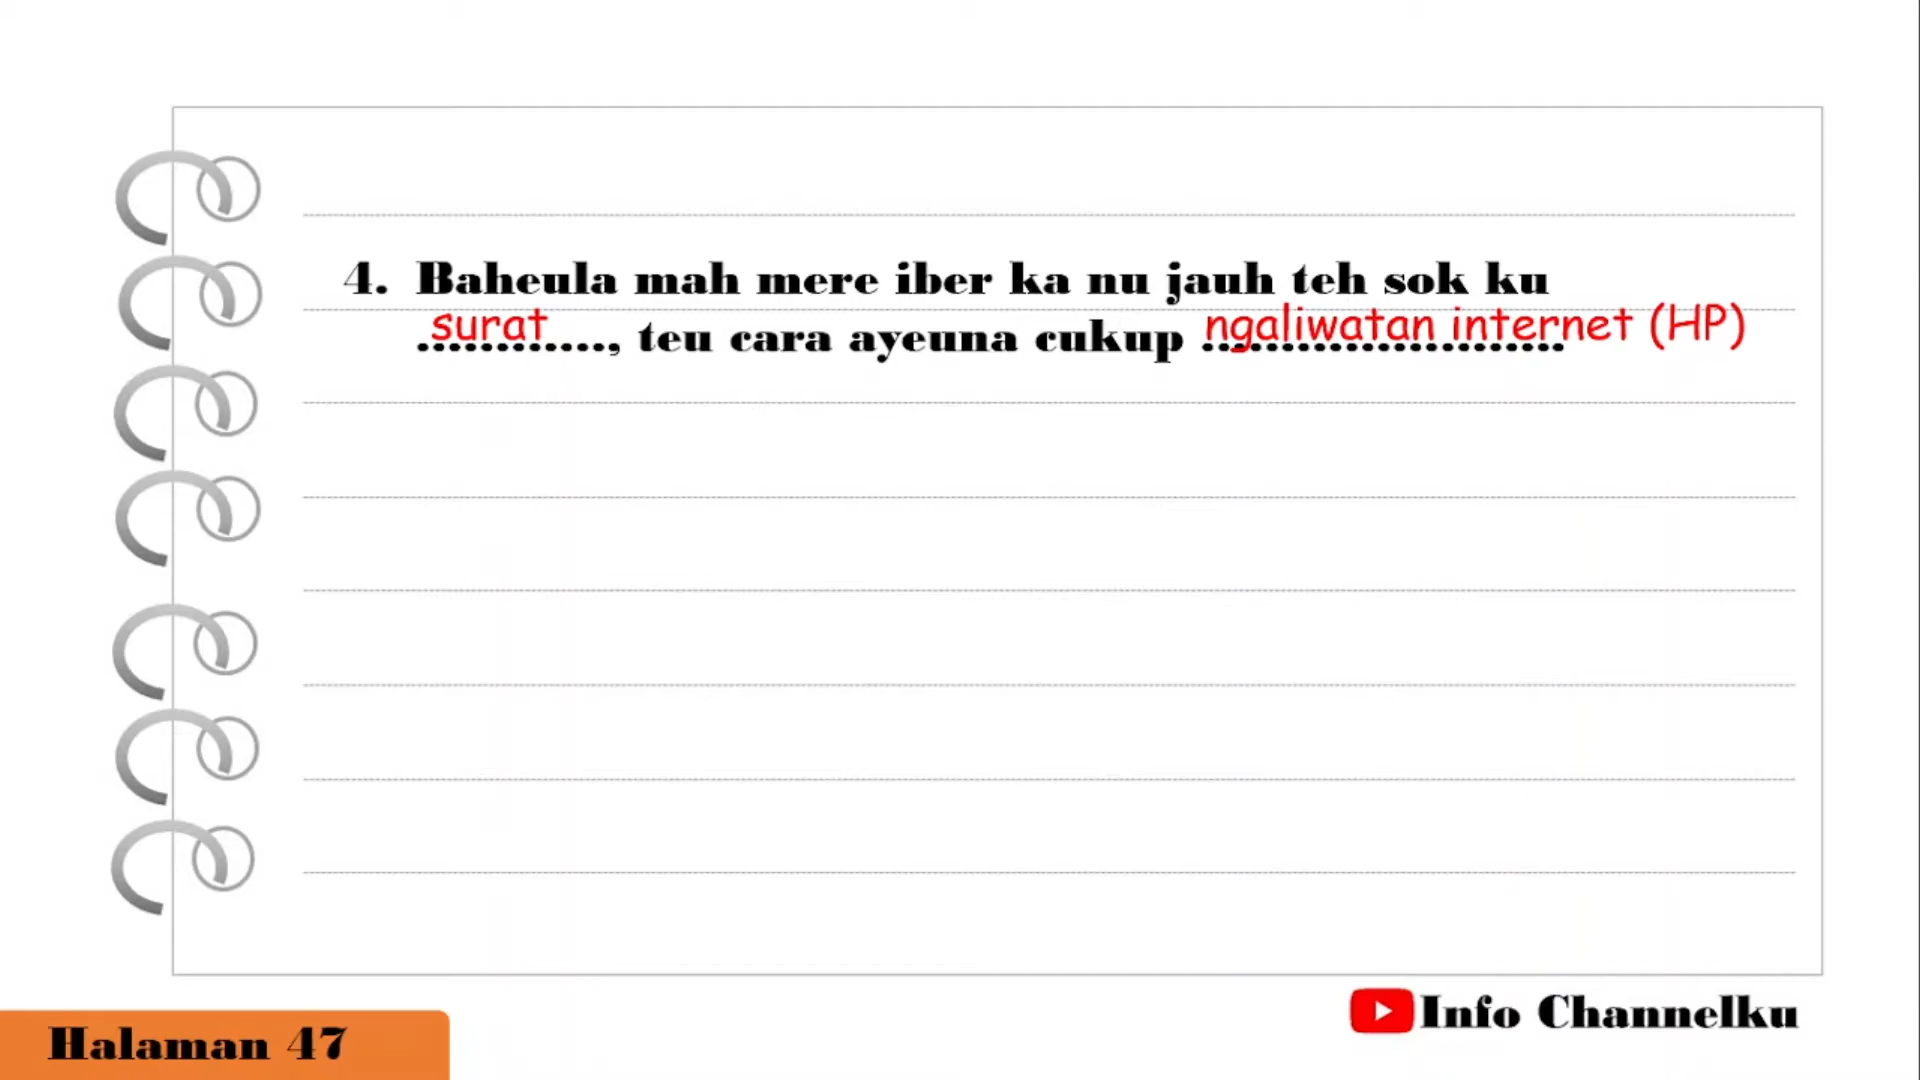 4. Baheula mah mere iber ka nu jauh teh sok ku
surat ............, teu cara ayeuna cukup ngaliwatan internet (HP) .......................
Info Channelku
Halaman 47